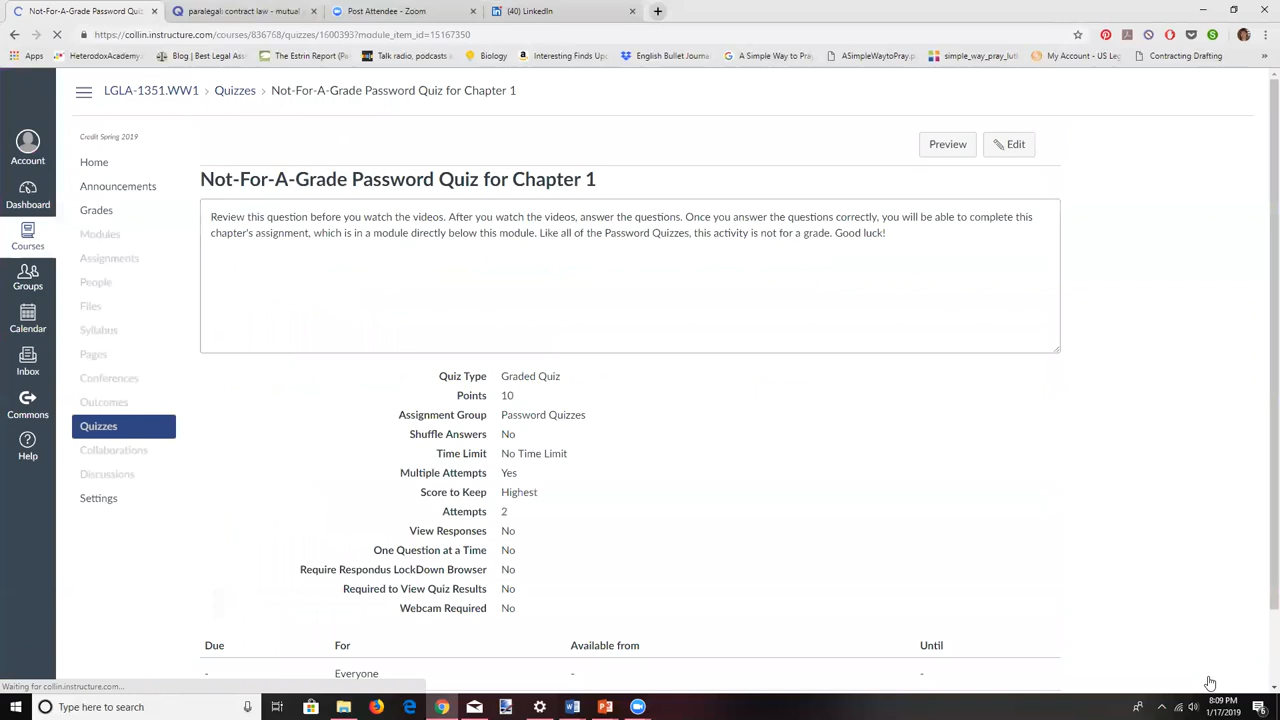 Not-For-A-Grade Password Quiz
paralegal contract law - mutual
Post Attendee - Zoom
(40) LinkedIn
https://collin.instructure.com/courses/836768/quizzes/1600393?module_item_id=15167350
Apps
HeterodoxAcademy.
Blog | Best Legal Ass
The Estrin Report (Pe
Talk radio, podcasts
Biology
Interesting Finds Up
English Bullet Journal
A Simple Way to Pray
ASimpleWaytoPray.p
simple_way_pray_lut
My Account - US Leg
Contracting Drafting
LGLA-1351.WW1 › Quizzes › Not-For-A-Grade Password Quiz for Chapter 1
Account
Dashboard
Courses
Groups
Calendar
Inbox
Commons
Help
Credit Spring 2019
Home
Announcements
Grades
Modules
Assignments
People
Files
Syllabus
Pages
Conferences
Outcomes
Quizzes
Collaborations
Discussions
Settings
Preview
Edit
Not-For-A-Grade Password Quiz for Chapter 1
Review this question before you watch the videos. After you watch the videos, answer the questions. Once you answer the questions correctly, you will be able to complete this
chapter's assignment, which is in a module directly below this module. Like all of the Password Quizzes, this activity is not for a grade. Good luck!
Quiz Type Graded Quiz
Points 10
Assignment Group Password Quizzes
Shuffle Answers No
Time Limit No Time Limit
Multiple Attempts Yes
Score to Keep Highest
Attempts 2
View Responses No
One Question at a Time No
Require Respondus LockDown Browser No
Required to View Quiz Results No
Webcam Required No
Due For Available from Until
- Everyone - -
Waiting for collin.instructure.com...
Type here to search
8:09 PM
1/17/2019